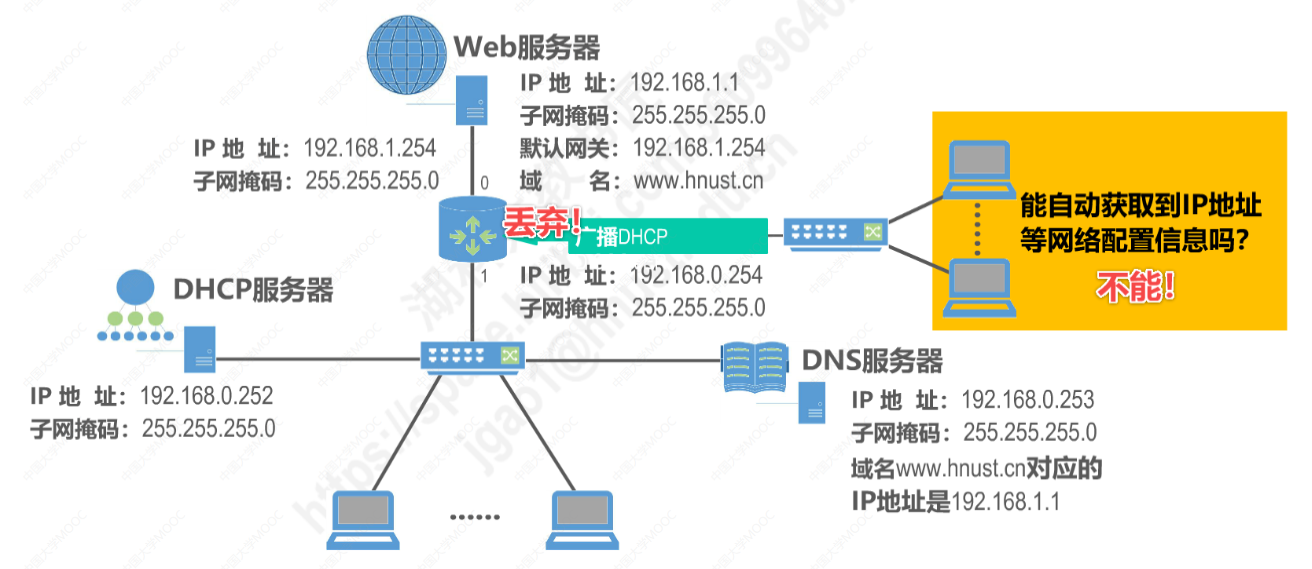 Web服务器
IP 地 址：192.168.1.1
子网掩码：255.255.255.0
默认网关：192.168.1.254
域 名：www.hnust.cn
IP 地 址：192.168.1.254
子网掩码：255.255.255.0
0
丢弃！
广播DHCP
能自动获取到IP地址
等网络配置信息吗？
不能！
1
IP 地 址：192.168.0.254
子网掩码：255.255.255.0
DHCP服务器
IP 地 址：192.168.0.252
子网掩码：255.255.255.0
DNS服务器
IP 地 址：192.168.0.253
子网掩码：255.255.255.0
域名www.hnust.cn对应的
IP地址是192.168.1.1
......
中国大学MOOC